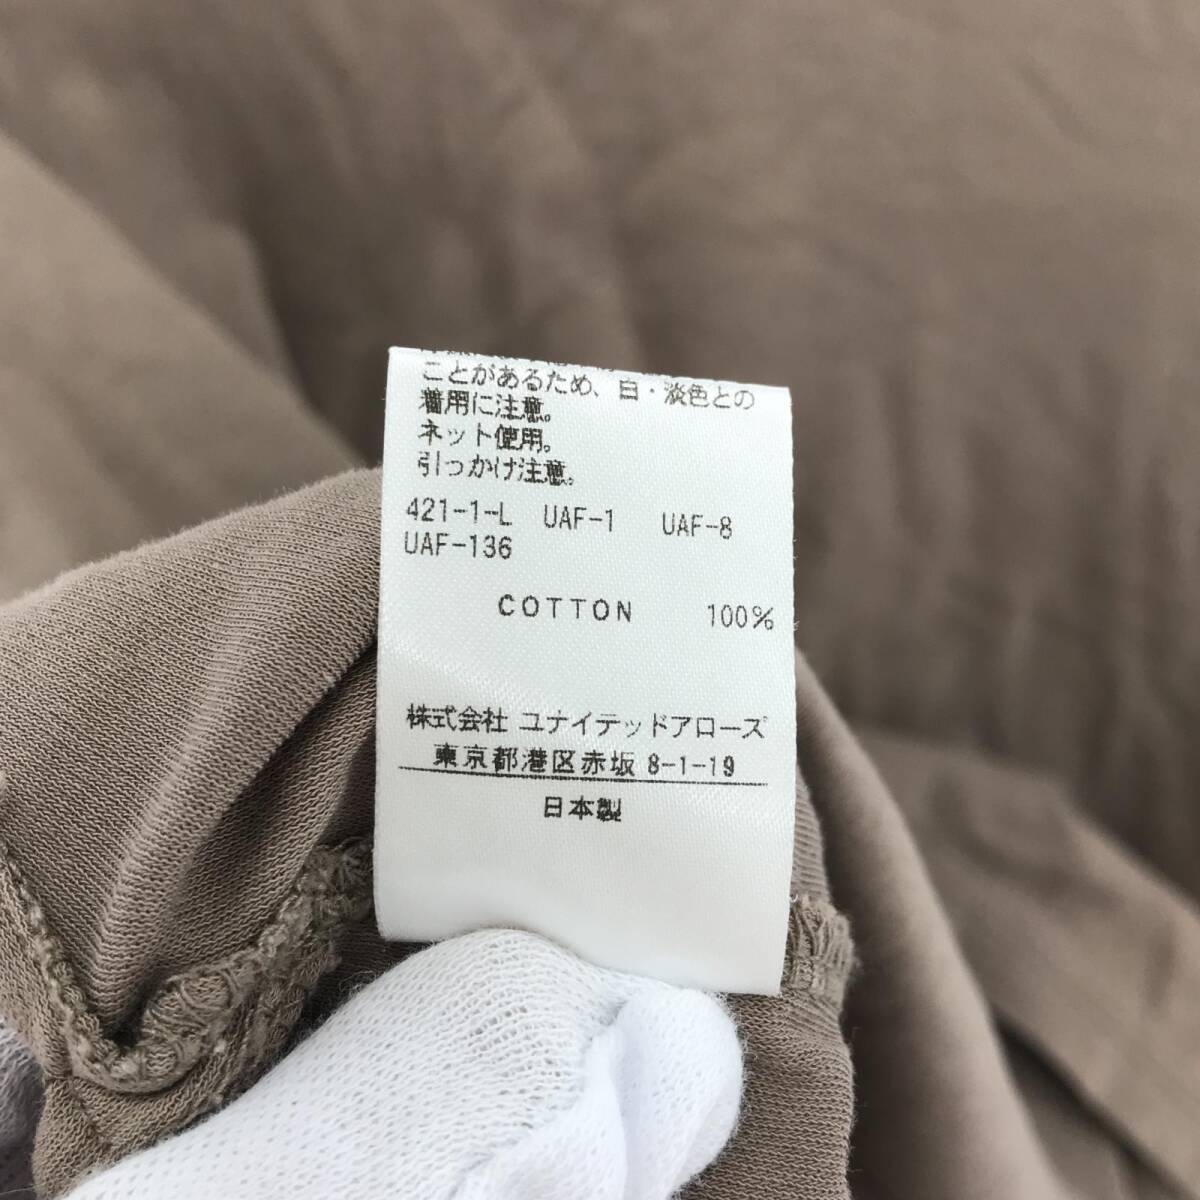 ことがあるため、白・淡色との
着用に注意。
ネット使用。
引っかけ注意。
421-1-L UAF-1 UAF-8
UAF-136
COTTON 100%
株式会社 ユナイテッドアローズ
東京都港区赤坂 8-1-19
日本製